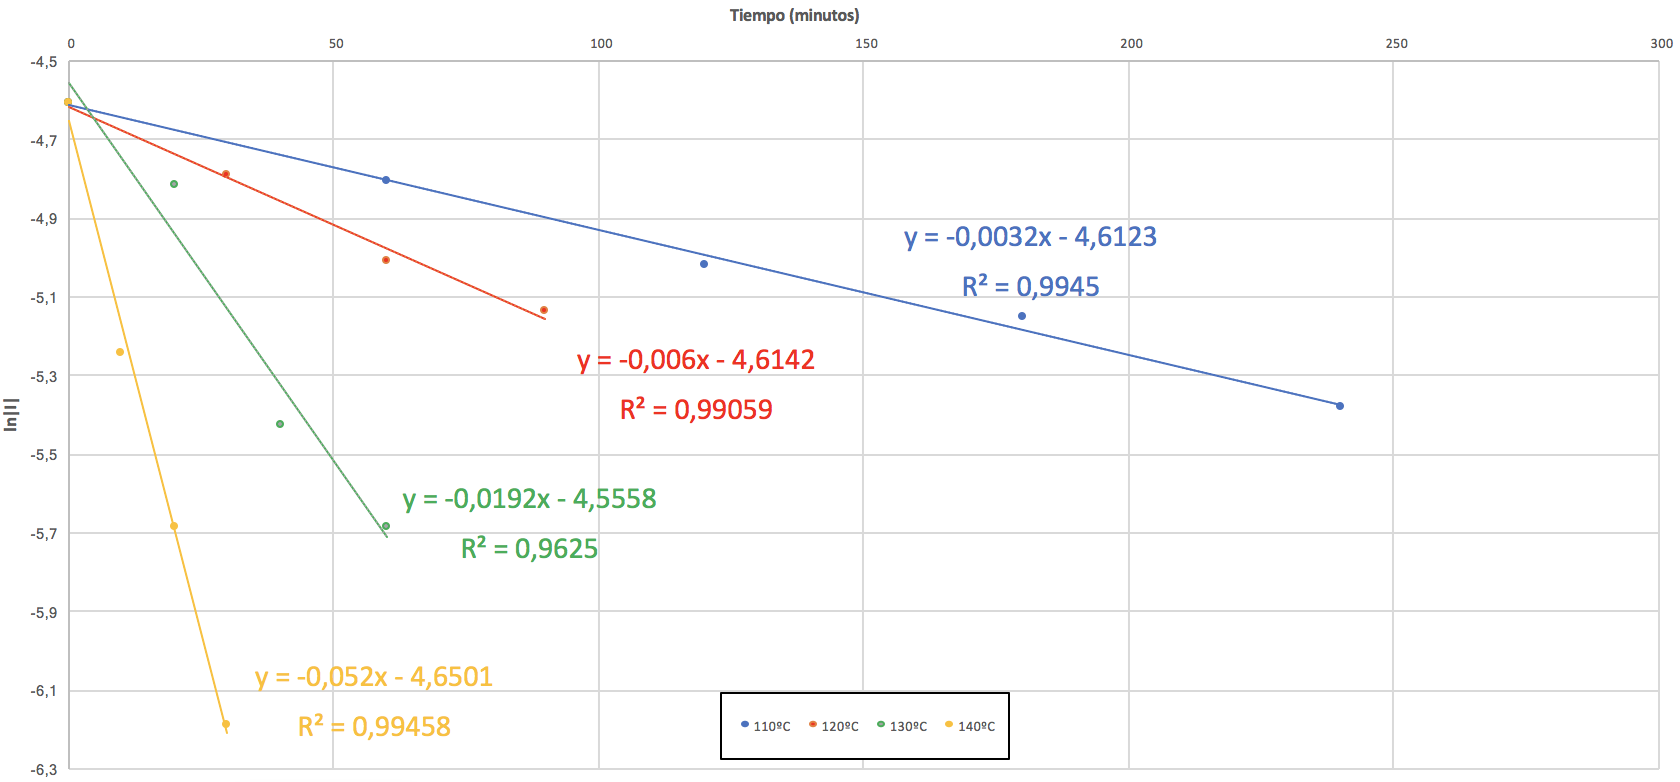 Tiempo (minutos)
0 50 100 150 200 250 300
-4,5
-4,7
-4,9
-5,1
-5,3
-5,5
-5,7
-5,9
-6,1
-6,3
ln|I|
y = -0,0032x - 4,6123
R² = 0,9945
y = -0,006x - 4,6142
R² = 0,99059
y = -0,0192x - 4,5558
R² = 0,9625
y = -0,052x - 4,6501
R² = 0,99458
110ºC 120ºC 130ºC 140ºC